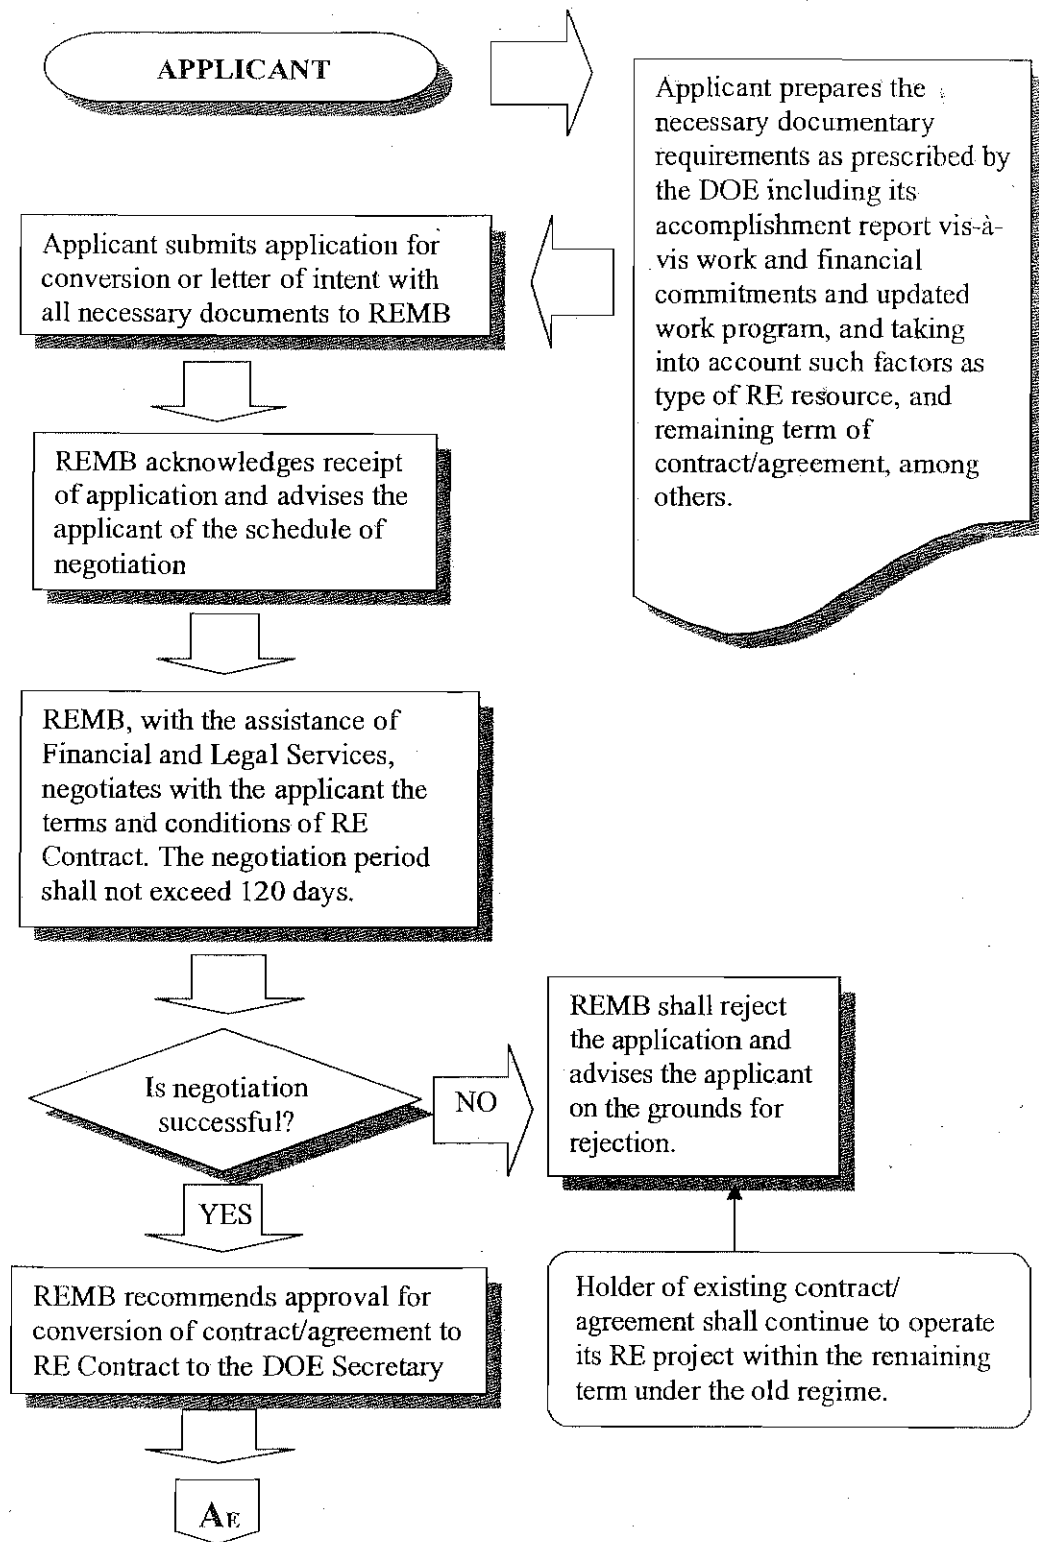 APPLICANT
Applicant prepares the
necessary documentary
requirements as prescribed by
the DOE including its
accomplishment report vis-à-
vis work and financial
commitments and updated
work program, and taking
into account such factors as
type of RE resource, and
remaining term of
contract/agreement, among
others.
Applicant submits application for
conversion or letter of intent with
all necessary documents to REMB
REMB acknowledges receipt
of application and advises the
applicant of the schedule of
negotiation
REMB, with the assistance of
Financial and Legal Services,
negotiates with the applicant the
terms and conditions of RE
Contract. The negotiation period
shall not exceed 120 days.
Is negotiation
successful?
NO
REMB shall reject
the application and
advises the applicant
on the grounds for
rejection.
YES
REMB recommends approval for
conversion of contract/agreement to
RE Contract to the DOE Secretary
Holder of existing contract/
agreement shall continue to operate
its RE project within the remaining
term under the old regime.
AE